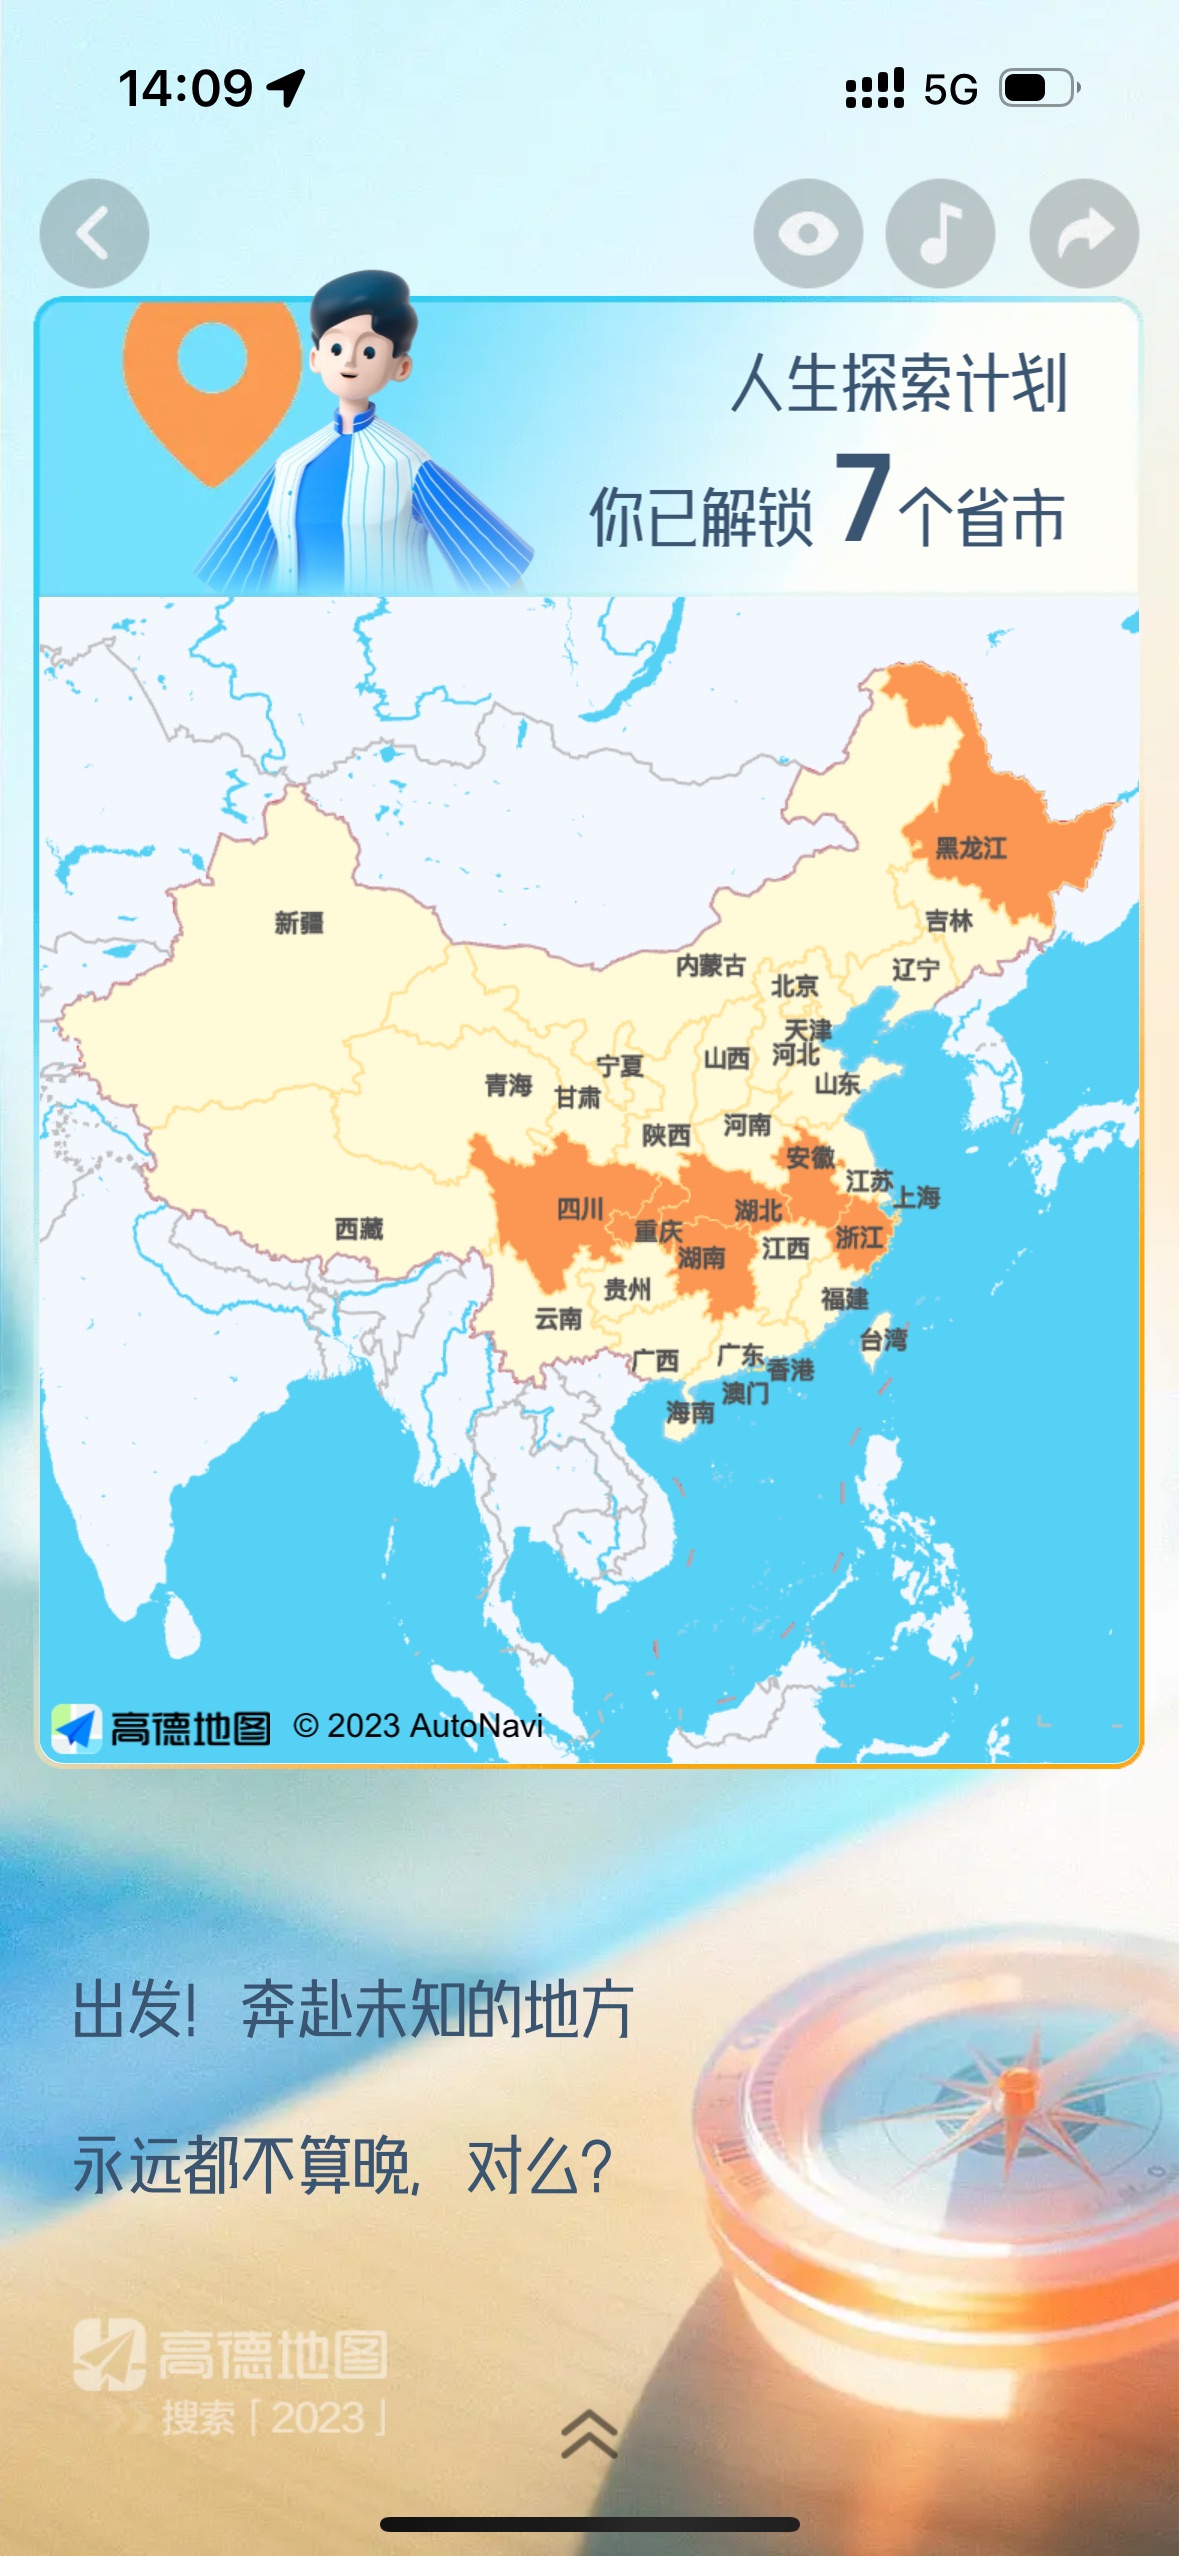 14:09
5G
人生探索计划
你已解锁 7 个省市
黑龙江
新疆
吉林
内蒙古
辽宁
北京
天津
宁夏
山西
河北
青海
甘肃
山东
陕西
河南
安徽
四川
江苏
上海
西藏
重庆
湖北
浙江
湖南
江西
贵州
福建
云南
台湾
广西
广东
香港
澳门
海南
高德地图 © 2023 AutoNavi
出发！奔赴未知的地方
永远都不算晚，对么？
高德地图
搜索「2023」